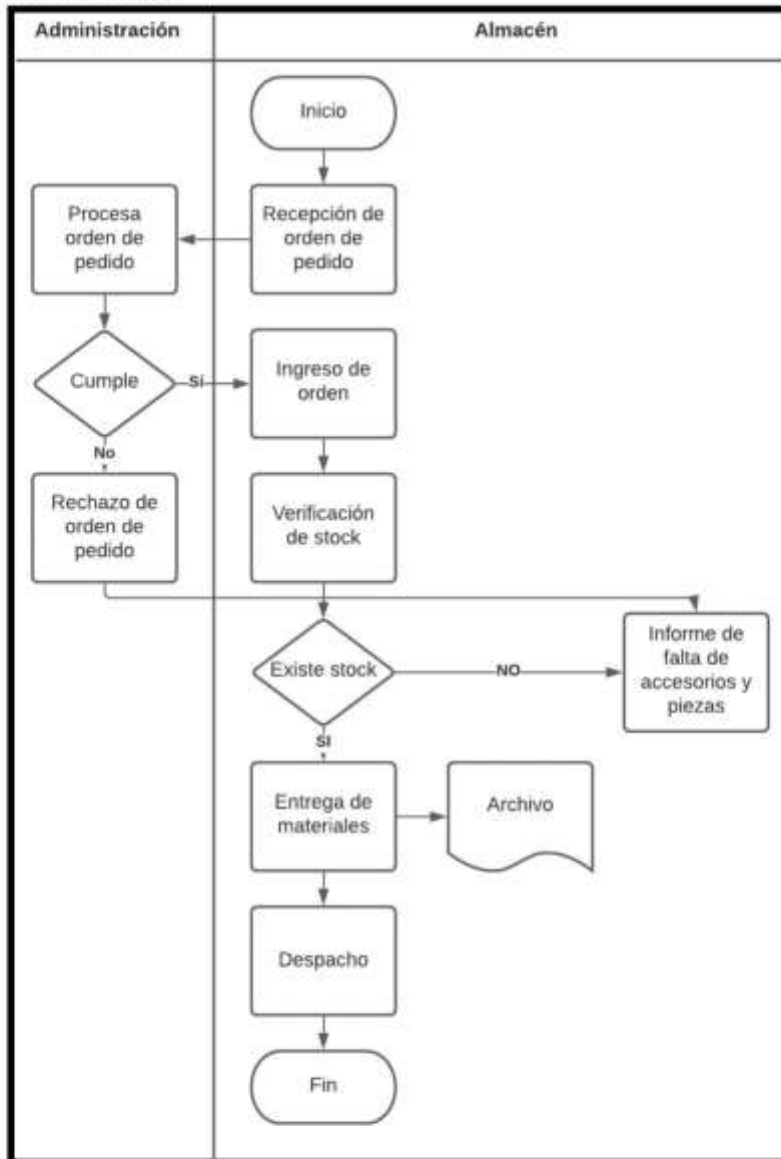 Administración
Almacén
Inicio
Procesa
orden de
pedido
Recepción de
orden de
pedido
Cumple
Sí
Ingreso de
orden
No
Rechazo de
orden de
pedido
Verificación
de stock
Existe stock
NO
Informe de
falta de
accesorios y
piezas
SI
Entrega de
materiales
Archivo
Despacho
Fin